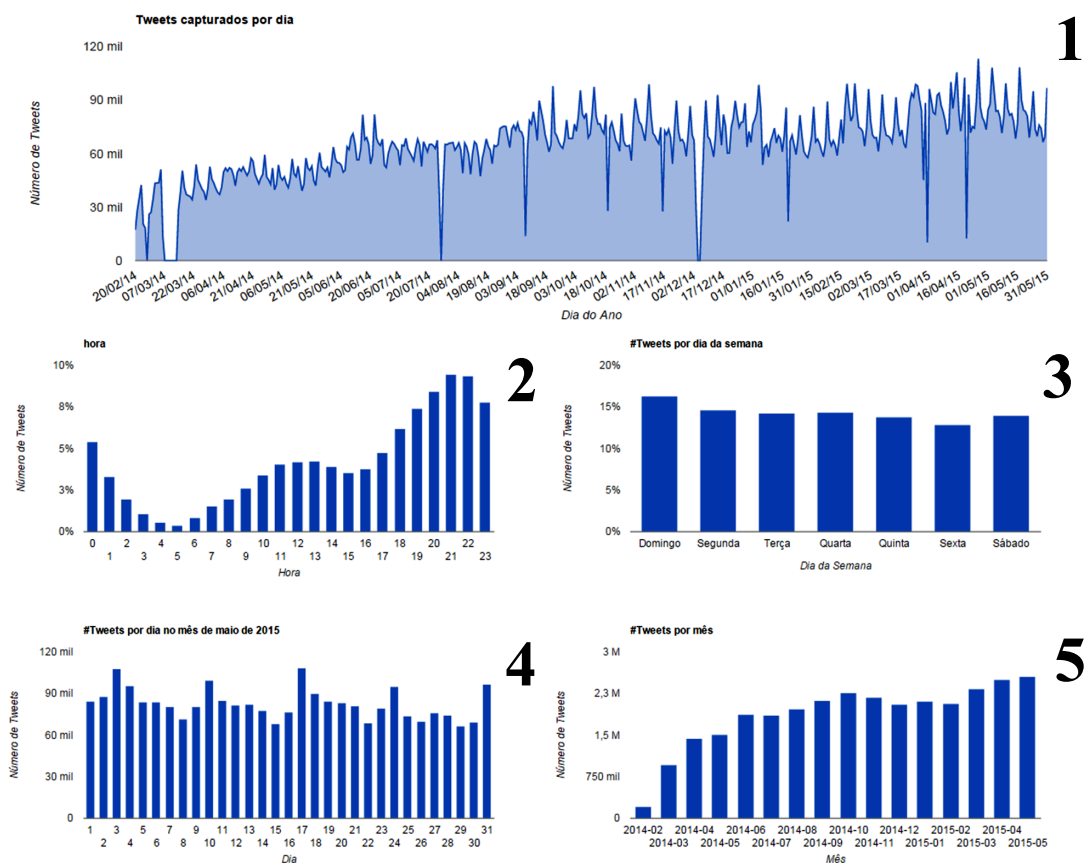 Tweets capturados por dia
1
120 mil
90 mil
60 mil
30 mil
0
Número de Tweets
20/02/14 07/03/14 22/03/14 06/04/14 21/04/14 06/05/14 21/05/14 05/06/14 20/06/14 05/07/14 20/07/14 04/08/14 19/08/14 03/09/14 18/09/14 03/10/14 18/10/14 02/11/14 17/11/14 02/12/14 17/12/14 01/01/15 16/01/15 31/01/15 15/02/15 02/03/15 17/03/15 01/04/15 16/04/15 01/05/15 16/05/15 31/05/15
Dia do Ano
hora
2
10%
8%
5%
3%
0%
Número de Tweets
0 2 4 6 8 10 12 14 16 18 20 22
1 3 5 7 9 11 13 15 17 19 21 23
Hora
#Tweets por dia da semana
3
20%
15%
10%
5%
0%
Número de Tweets
Domingo Segunda Terça Quarta Quinta Sexta Sábado
Dia da Semana
#Tweets por dia no mês de maio de 2015
4
120 mil
90 mil
60 mil
30 mil
0
Número de Tweets
1 3 5 7 9 11 13 15 17 19 21 23 25 27 29 31
2 4 6 8 10 12 14 16 18 20 22 24 26 28 30
Dia
#Tweets por mês
5
3 M
2,3 M
1,5 M
750 mil
0
Número de Tweets
2014-02 2014-04 2014-06 2014-08 2014-10 2014-12 2015-02 2015-04
2014-03 2014-05 2014-07 2014-09 2014-11 2015-01 2015-03 2015-05
Mês